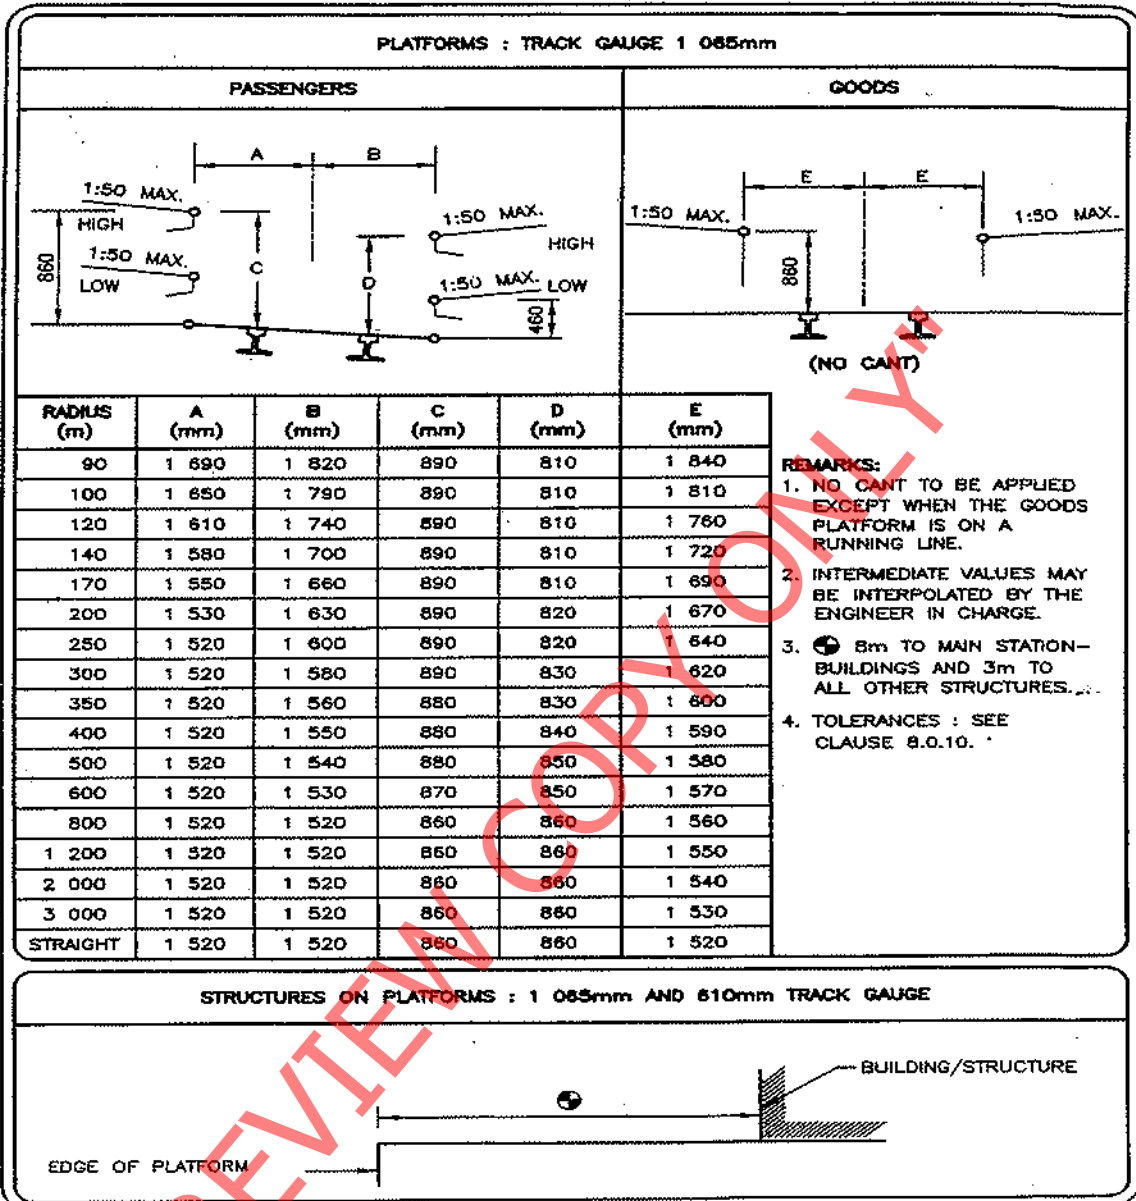 PLATFORMS : TRACK GAUGE 1 065mm
PASSENGERS
GOODS
A
B
1:50 MAX.
HIGH
1:50 MAX.
LOW
860
C
D
1:50 MAX.
HIGH
1:50 MAX.
LOW
460
E
E
1:50 MAX.
1:50 MAX.
860
(NO CANT)
RADIUS (m) A (mm) B (mm) C (mm) D (mm) E (mm)
90 1 690 1 820 890 810 1 840
100 1 650 1 790 890 810 1 810
120 1 610 1 740 890 810 1 760
140 1 580 1 700 890 810 1 720
170 1 550 1 660 890 810 1 690
200 1 530 1 630 890 820 1 670
250 1 520 1 600 890 820 1 640
300 1 520 1 580 890 830 1 620
350 1 520 1 560 880 830 1 600
400 1 520 1 550 880 840 1 590
500 1 520 1 540 880 850 1 580
600 1 520 1 530 870 850 1 570
800 1 520 1 520 860 860 1 560
1 200 1 520 1 520 860 860 1 550
2 000 1 520 1 520 860 860 1 540
3 000 1 520 1 520 860 860 1 530
STRAIGHT 1 520 1 520 860 860 1 520
REMARKS:
1. NO CANT TO BE APPLIED
EXCEPT WHEN THE GOODS
PLATFORM IS ON A
RUNNING LINE.
2. INTERMEDIATE VALUES MAY
BE INTERPOLATED BY THE
ENGINEER IN CHARGE.
3. 8m TO MAIN STATION-
BUILDINGS AND 3m TO
ALL OTHER STRUCTURES.
4. TOLERANCES : SEE
CLAUSE 8.0.10.
STRUCTURES ON PLATFORMS : 1 065mm AND 610mm TRACK GAUGE
BUILDING/STRUCTURE
EDGE OF PLATFORM
REVIEW COPY ONLY"